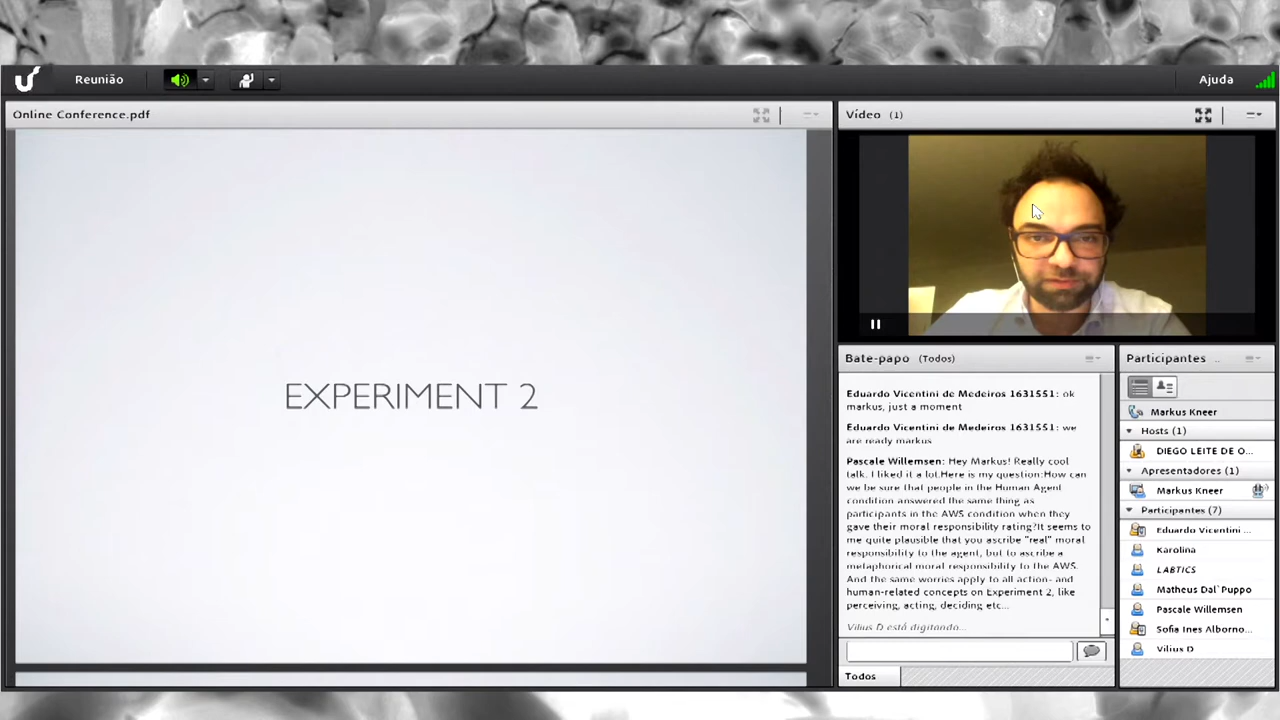 Reunião
Ajuda
Online Conference.pdf
EXPERIMENT 2
Vídeo (1)
Bate-papo (Todos)
Eduardo Vicentini de Medeiros 1631551: ok
markus, just a moment
Eduardo Vicentini de Medeiros 1631551: we
are ready markus
Pascale Willemsen: Hey Markus! Really cool
talk. I liked it a lot.Here is my question:How can
we be sure that people in the Human Agent
condition answered the same thing as
participants in the AWS condition when they
gave their moral responsibility rating?It seems to
me quite plausible that you ascribe "real" moral
responsibility to the agent, but to ascribe a
metaphorical moral responsibility to the AWS.
And the same worries apply to all action- and
human-related concepts on Experiment 2, like
perceiving, acting, deciding etc...
Vilius D está digitando...
Todos
Participantes ..
Markus Kneer
Hosts (1)
DIEGO LEITE DE O...
Apresentadores (1)
Markus Kneer
Participantes (7)
Eduardo Vicentini ...
Karolina
LABTICS
Matheus Dal`Puppo
Pascale Willemsen
Sofia Ines Alborno...
Vilius D